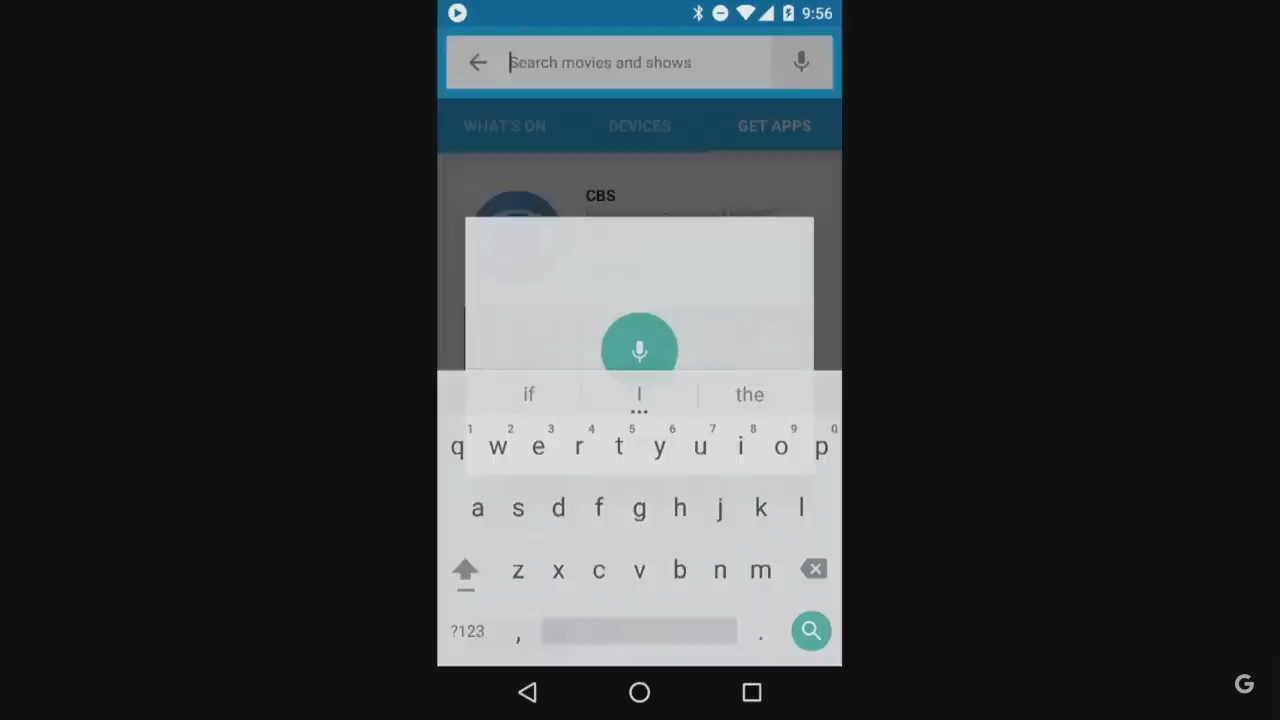 9:56
Search movies and shows
WHAT'S ON DEVICES GET APPS
CBS
if I the
1 2 3 4 5 6 7 8 9 0
q w e r t y u i o p
a s d f g h j k l
z x c v b n m
?123 , .
G